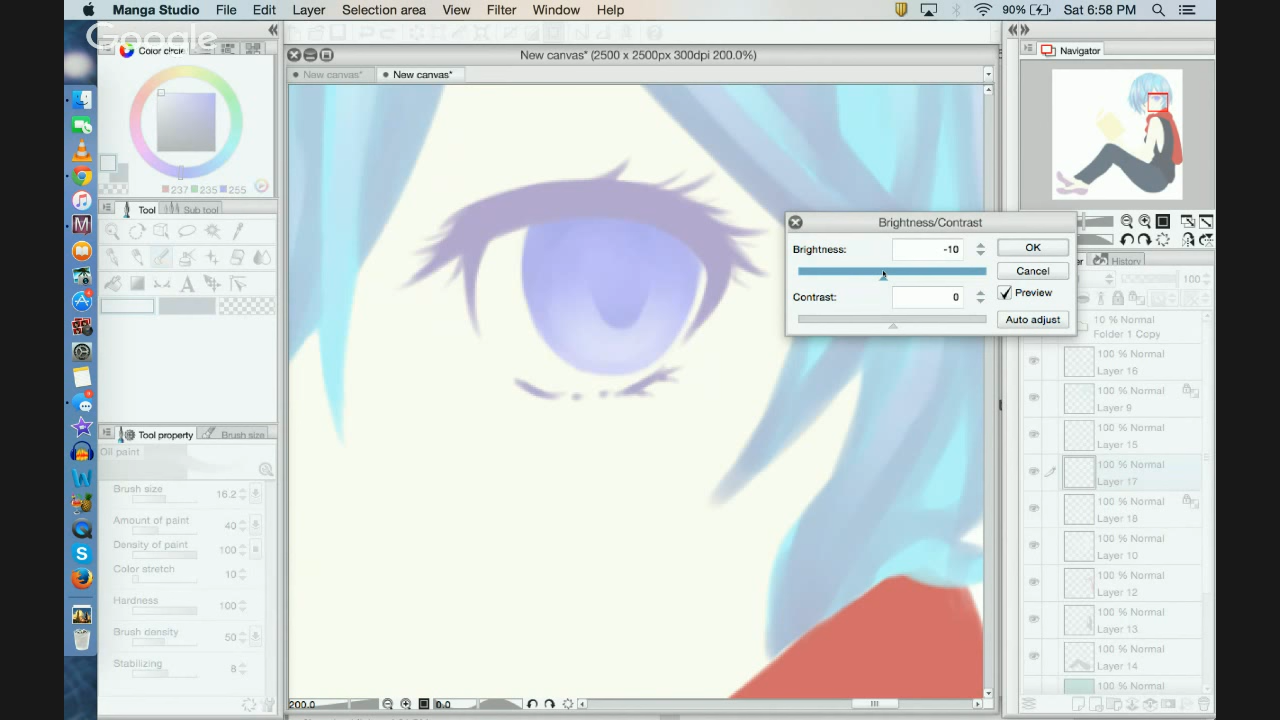 Manga Studio File Edit Layer Selection area View Filter Window Help
90% Sat 6:58 PM
Google
Color circle
New canvas* (2500 x 2500px 300dpi 200.0%)
New canvas* New canvas*
Navigator
237 235 255
Tool Sub tool
Brightness/Contrast
Brightness: -10 OK
Cancel
Contrast: 0 Preview
Auto adjust
History
100
10 % Normal
Folder 1 Copy
100 % Normal
Layer 16
100 % Normal
Layer 9
100 % Normal
Layer 15
100 % Normal
Layer 17
100 % Normal
Layer 18
100 % Normal
Layer 10
100 % Normal
Layer 12
100 % Normal
Layer 13
100 % Normal
Layer 14
100 % Normal
Tool property Brush size
Oil paint
Brush size 16.2
Amount of paint 40
Density of paint 100
Color stretch 10
Hardness 100
Brush density 50
Stabilizing 8
200.0 0.0